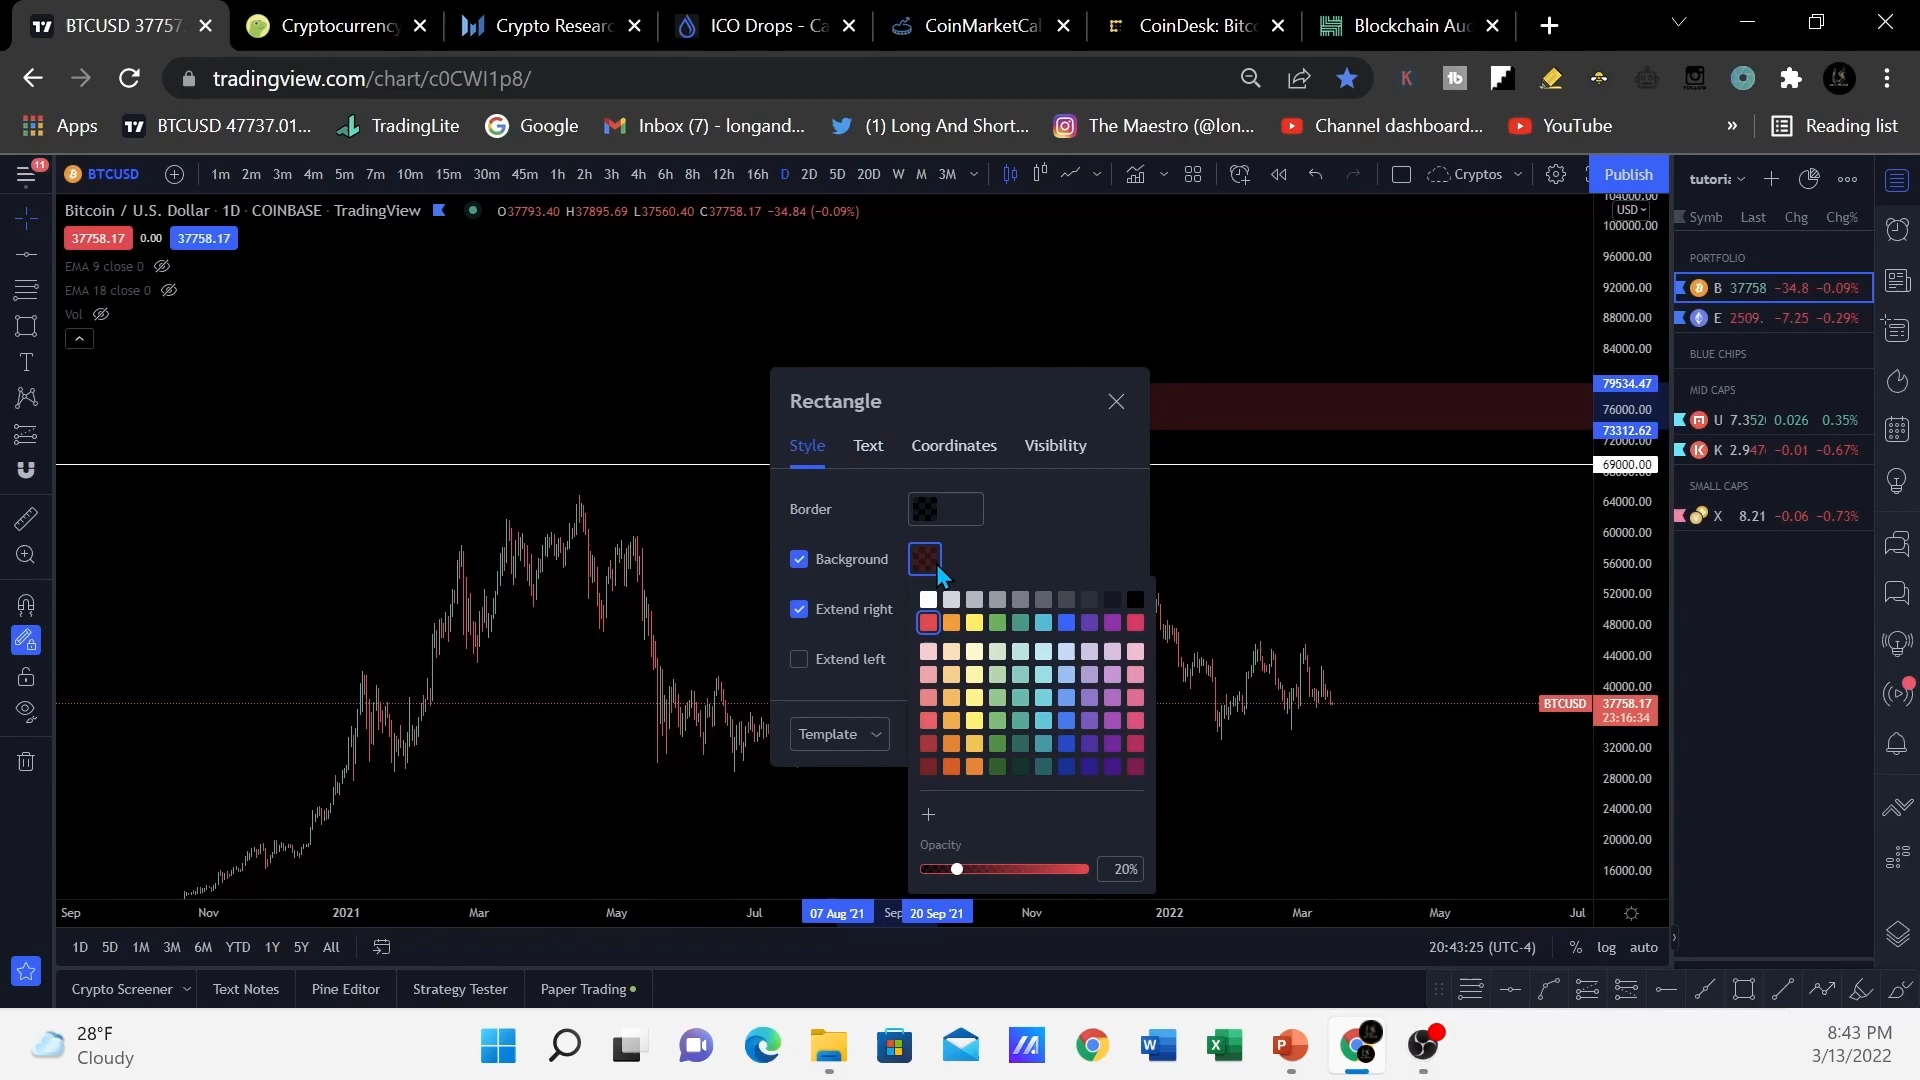 BTCUSD 37757.
Cryptocurrency
Crypto Researc
ICO Drops - Ca
CoinMarketCal
CoinDesk: Bitc
Blockchain Auc
tradingview.com/chart/c0CWI1p8/
Apps
BTCUSD 47737.01...
TradingLite
Google
Inbox (7) - longand...
(1) Long And Short...
The Maestro (@lon...
Channel dashboard...
YouTube
»
Reading list
11
BTCUSD
1m 2m 3m 4m 5m 7m 10m 15m 30m 45m 1h 2h 3h 4h 6h 8h 12h 16h D 2D 5D 20D W M 3M
Cryptos
Publish
tutoria
Bitcoin / U.S. Dollar · 1D · COINBASE · TradingView
O37793.40 H37895.69 L37560.40 C37758.17 −34.84 (−0.09%)
37758.17 0.00 37758.17
EMA 9 close 0
EMA 18 close 0
Vol
Symb Last Chg Chg%
PORTFOLIO
B 37758 −34.8 −0.09%
E 2509. −7.25 −0.29%
BLUE CHIPS
MID CAPS
U 7.352 0.026 0.35%
K 2.947 −0.01 −0.67%
SMALL CAPS
X 8.21 −0.06 −0.73%
104000.00
USD
100000.00
96000.00
92000.00
88000.00
84000.00
79534.47
76000.00
73312.62
72000.00
69000.00
64000.00
60000.00
56000.00
52000.00
48000.00
44000.00
40000.00
BTCUSD 37758.17
23:16:34
32000.00
28000.00
24000.00
20000.00
16000.00
Rectangle
Style Text Coordinates Visibility
Border
Background
Extend right
Extend left
Template
Opacity
20%
Sep Nov 2021 Mar May Jul 07 Aug '21 Sep 20 Sep '21 Nov 2022 Mar May Jul
1D 5D 1M 3M 6M YTD 1Y 5Y All
20:43:25 (UTC-4) % log auto
Crypto Screener Text Notes Pine Editor Strategy Tester Paper Trading
28°F
Cloudy
8:43 PM
3/13/2022